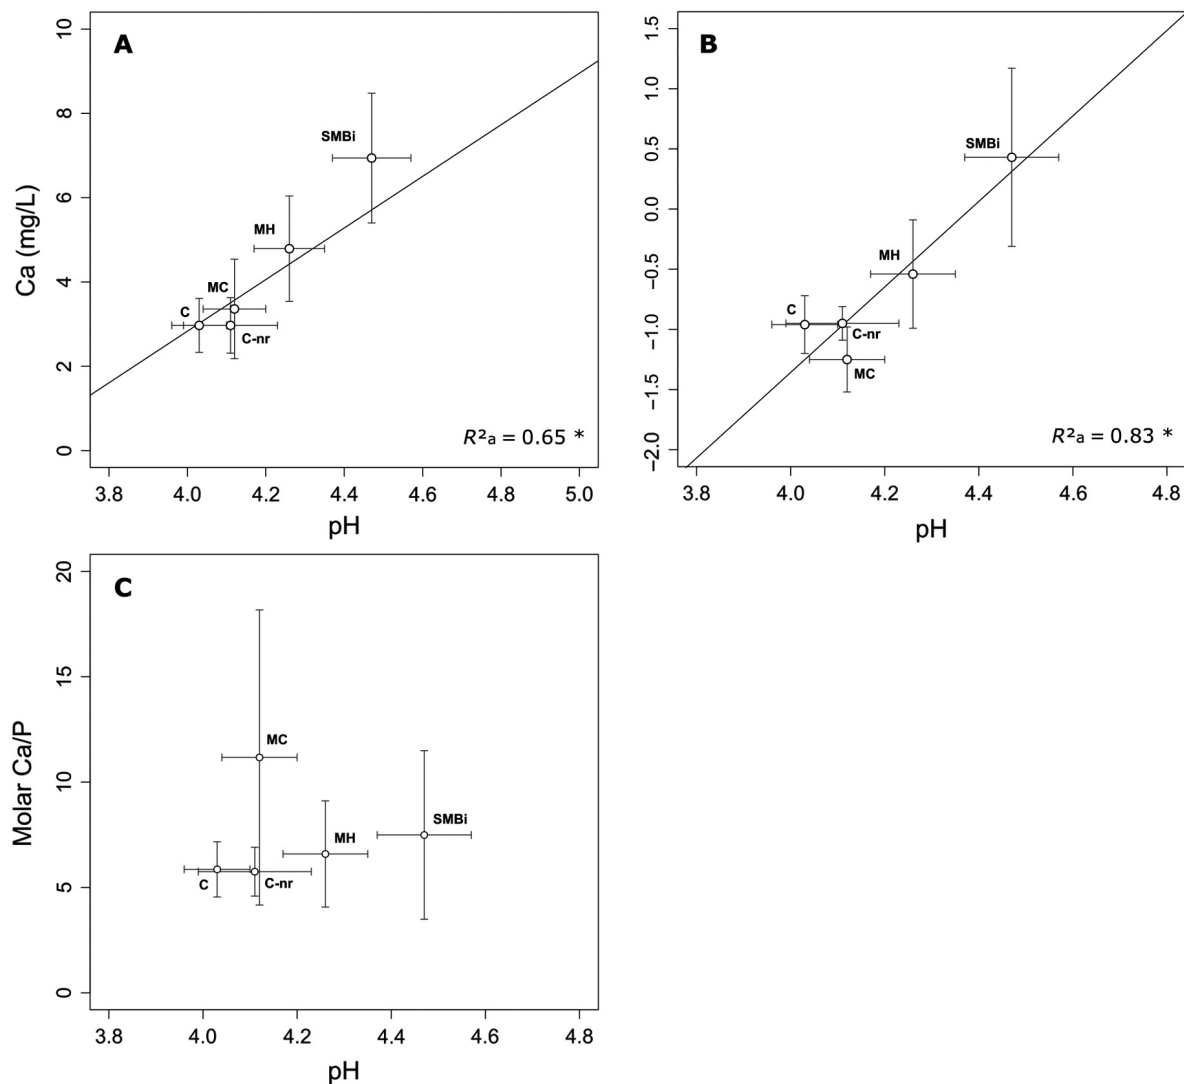 A
Ca (mg/L)
10
8
6
4
2
0
SMBi
MH
MC
C
C-nr
R²a = 0.65 *
3.8 4.0 4.2 4.4 4.6 4.8 5.0
pH
B
1.5
1.0
0.5
0.0
−0.5
−1.0
−1.5
−2.0
SMBi
MH
C
C-nr
MC
R²a = 0.83 *
3.8 4.0 4.2 4.4 4.6 4.8
pH
C
Molar Ca/P
20
15
10
5
0
MC
SMBi
MH
C
C-nr
3.8 4.0 4.2 4.4 4.6 4.8
pH